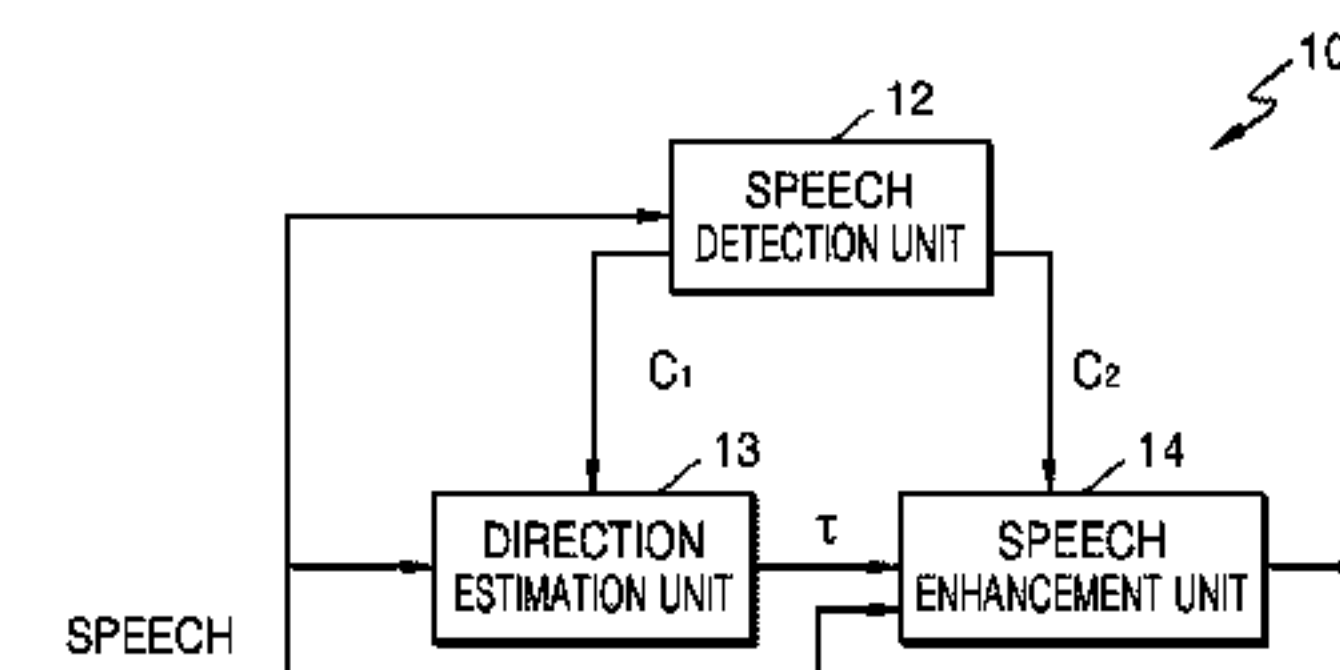 10
12
SPEECH
DETECTION UNIT
C1
C2
13
14
DIRECTION
ESTIMATION UNIT
τ
SPEECH
ENHANCEMENT UNIT
SPEECH